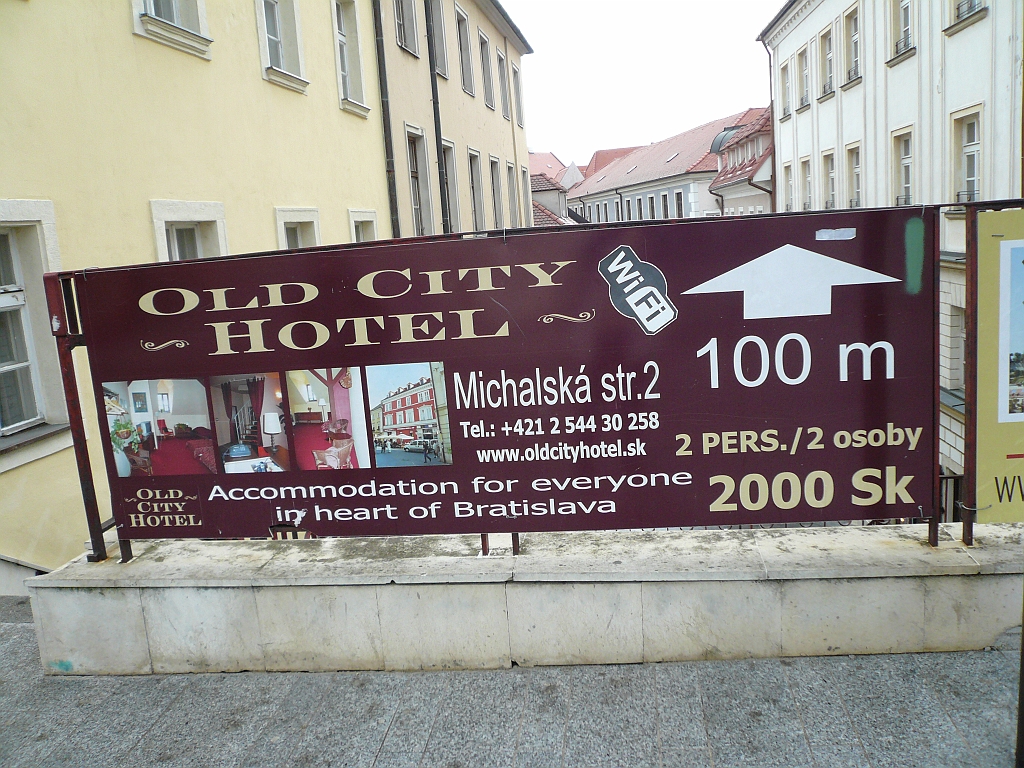 OLD CITY
HOTEL
WiFi
100 m
Michalská str.2
Tel.: +421 2 544 30 258
www.oldcityhotel.sk
2 PERS./2 osoby
2000 Sk
Accommodation for everyone
in heart of Bratislava
OLD
CITY
HOTEL
WW